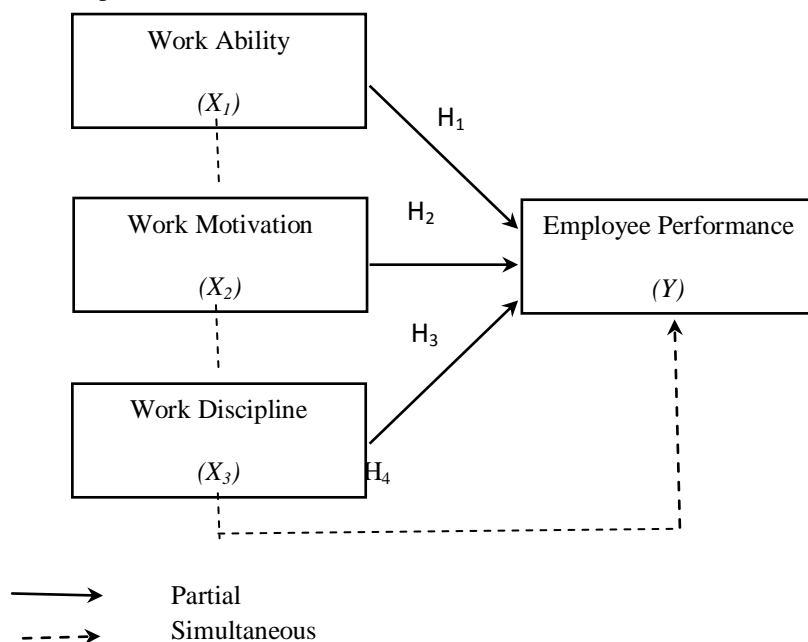 Work Ability
(X₁)
H₁
Work Motivation
(X₂)
H₂
Employee Performance
(Y)
H₃
Work Discipline
(X₃)
H₄
Partial
Simultaneous